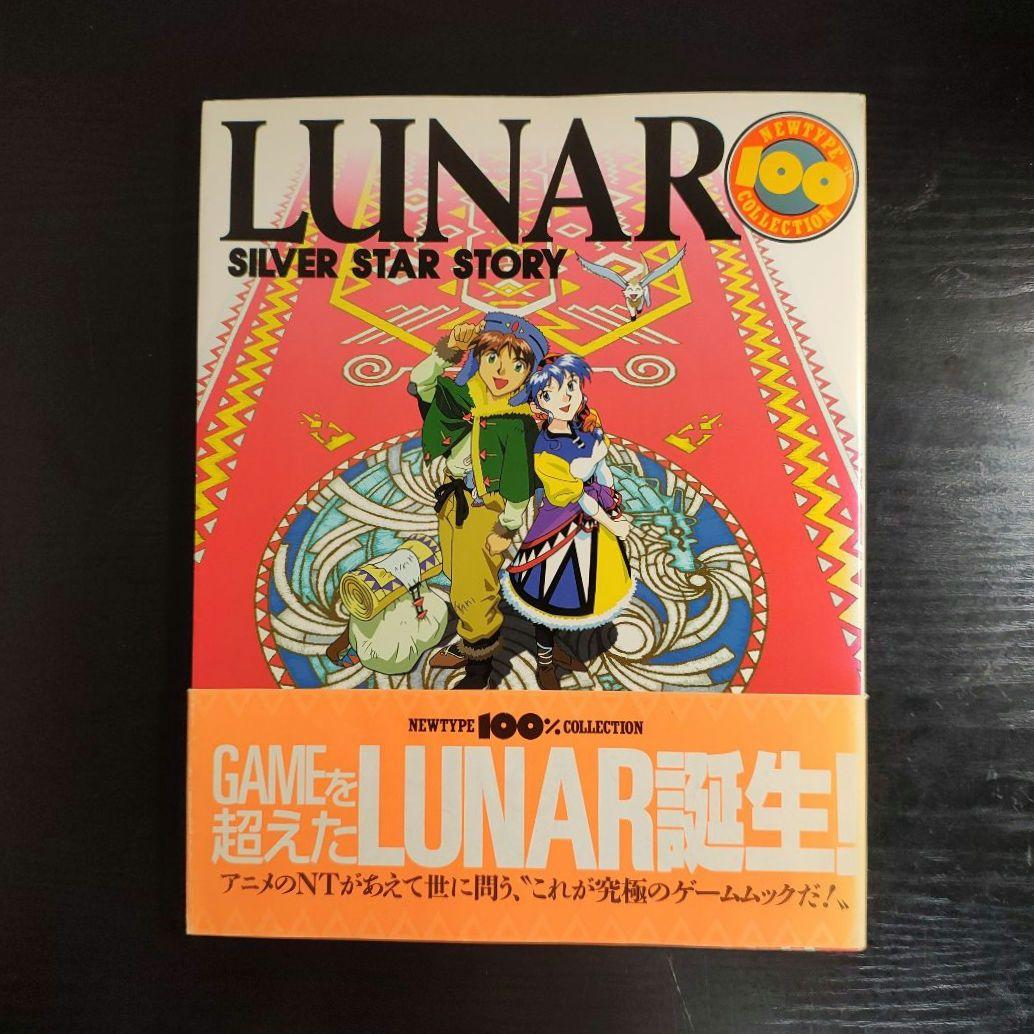 LUNAR
SILVER STAR STORY
NEWTYPE
100%
COLLECTION
NEWTYPE 100% COLLECTION
GAMEを
超えた
LUNAR誕生!
アニメのNTがあえて世に問う、〝これが究極のゲームムックだ!〟